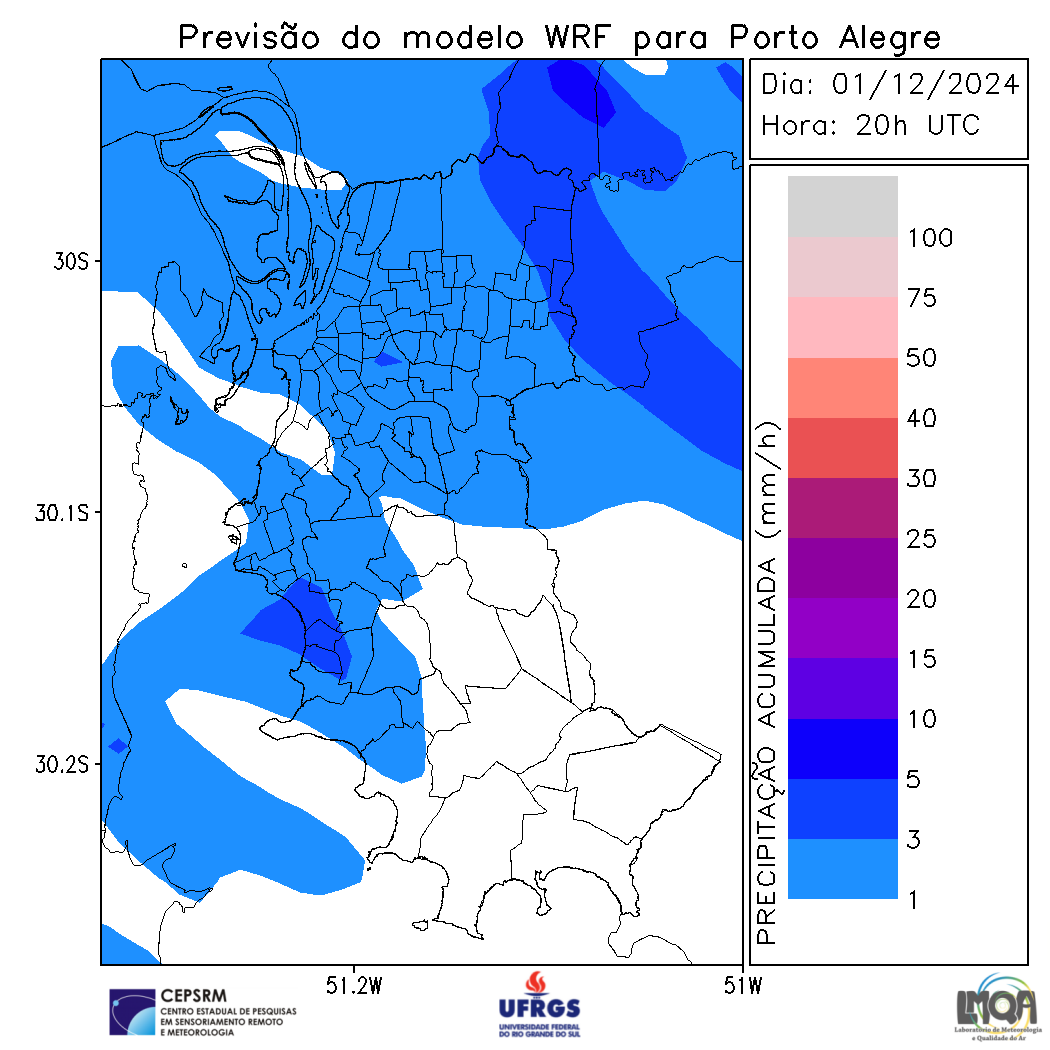 Previsão do modelo WRF para Porto Alegre
Dia: 01/12/2024
Hora: 20h UTC
30S
30.1S
30.2S
51.2W
51W
PRECIPITAÇÃO ACUMULADA (mm/h)
100
75
50
40
30
25
20
15
10
5
3
1
CEPSRM
CENTRO ESTADUAL DE PESQUISAS
EM SENSORIAMENTO REMOTO
E METEOROLOGIA
UFRGS
UNIVERSIDADE FEDERAL
DO RIO GRANDE DO SUL
LMQA
Laboratório de Meteorologia
e Qualidade do Ar